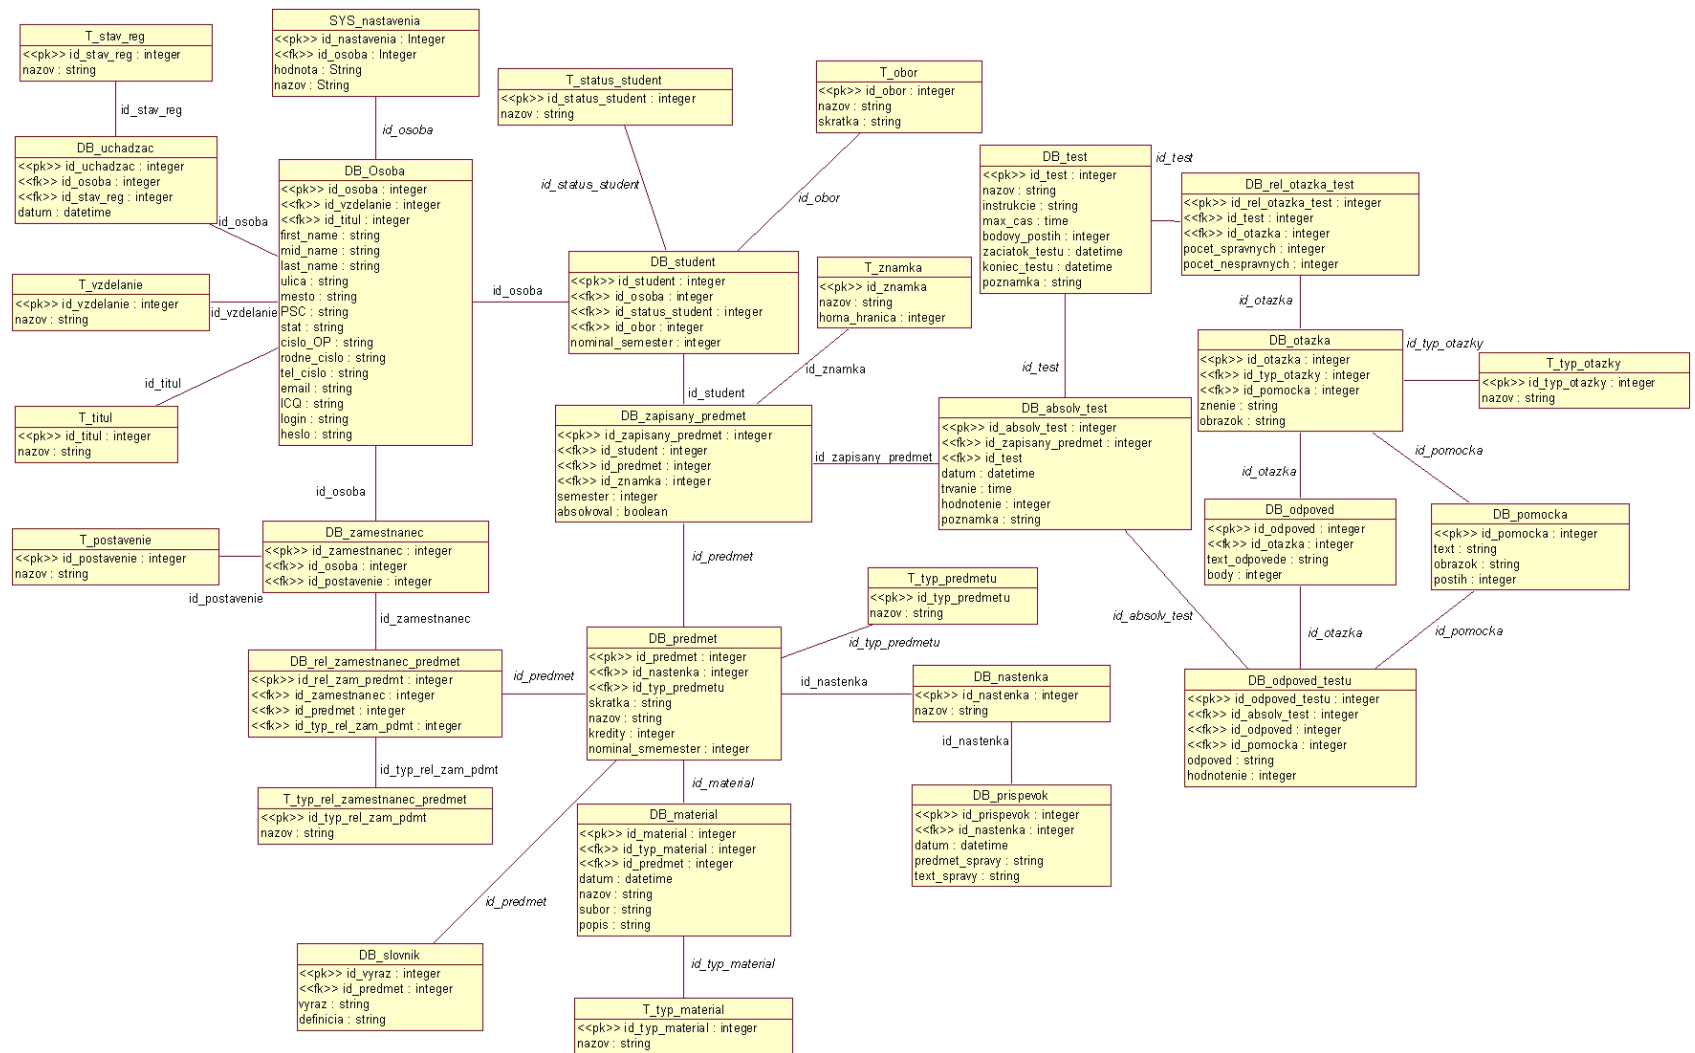 T_stav_reg
<<pk>> id_stav_reg : integer
nazov : string
id_stav_reg
SYS_nastavenia
<<pk>> id_nastavenia : Integer
<<fk>> id_osoba : Integer
hodnota : String
nazov : String
id_osoba
T_status_student
<<pk>> id_status_student : integer
nazov : string
id_status_student
T_obor
<<pk>> id_obor : integer
nazov : string
skratka : string
id_obor
DB_uchadzac
<<pk>> id_uchadzac : integer
<<fk>> id_osoba : integer
<<fk>> id_stav_reg : integer
datum : datetime
id_osoba
DB_Osoba
<<pk>> id_osoba : integer
<<fk>> id_vzdelanie : integer
<<fk>> id_titul : integer
first_name : string
mid_name : string
last_name : string
ulica : string
mesto : string
PSC : string
stat : string
cislo_OP : string
rodne_cislo : string
tel_cislo : string
email : string
ICQ : string
login : string
heslo : string
T_vzdelanie
<<pk>> id_vzdelanie : integer
nazov : string
id_vzdelanie
id_titul
T_titul
<<pk>> id_titul : integer
nazov : string
id_osoba
DB_student
<<pk>> id_student : integer
<<fk>> id_osoba : integer
<<fk>> id_status_student : integer
<<fk>> id_obor : integer
nominal_semester : integer
id_student
T_znamka
<<pk>> id_znamka
nazov : string
horna_hranica : integer
id_znamka
DB_test
<<pk>> id_test : integer
nazov : string
instrukcie : string
max_cas : time
bodovy_postih : integer
zaciatok_testu : datetime
koniec_testu : datetime
poznamka : string
id_test
DB_rel_otazka_test
<<pk>> id_rel_otazka_test : integer
<<fk>> id_test : integer
<<fk>> id_otazka : integer
pocet_spravnych : integer
pocet_nespravnych : integer
id_otazka
DB_otazka
<<pk>> id_otazka : integer
<<fk>> id_typ_otazky : integer
<<fk>> id_pomocka : integer
znenie : string
obrazok : string
id_typ_otazky
T_typ_otazky
<<pk>> id_typ_otazky : integer
nazov : string
id_test
DB_zapisany_predmet
<<pk>> id_zapisany_predmet : integer
<<fk>> id_student : integer
<<fk>> id_predmet : integer
<<fk>> id_znamka : integer
semester : integer
absolvoval : boolean
id_zapisany_predmet
DB_absolv_test
<<pk>> id_absolv_test : integer
<<fk>> id_zapisany_predmet : integer
<<fk>> id_test
datum : datetime
trvanie : time
hodnotenie : integer
poznamka : string
id_otazka
id_pomocka
DB_odpoved
<<pk>> id_odpoved : integer
<<fk>> id_otazka : integer
text_odpovede : string
body : integer
DB_pomocka
<<pk>> id_pomocka : integer
text : string
obrazok : string
postih : integer
id_absolv_test
id_otazka
id_pomocka
DB_odpoved_testu
<<pk>> id_odpoved_testu : integer
<<fk>> id_absolv_test : integer
<<fk>> id_odpoved : integer
<<fk>> id_pomocka : integer
odpoved : string
hodnotenie : integer
id_osoba
T_postavenie
<<pk>> id_postavenie : integer
nazov : string
id_postavenie
DB_zamestnanec
<<pk>> id_zamestnanec : integer
<<fk>> id_osoba : integer
<<fk>> id_postavenie : integer
id_zamestnanec
DB_rel_zamestnanec_predmet
<<pk>> id_rel_zam_predmt : integer
<<fk>> id_zamestnanec : integer
<<fk>> id_predmet : integer
<<fk>> id_typ_rel_zam_pdmt : integer
id_typ_rel_zam_pdmt
T_typ_rel_zamestnanec_predmet
<<pk>> id_typ_rel_zam_pdmt
nazov : string
id_predmet
id_predmet
T_typ_predmetu
<<pk>> id_typ_predmetu
nazov : string
id_typ_predmetu
DB_predmet
<<pk>> id_predmet : integer
<<fk>> id_nastenka : integer
<<fk>> id_typ_predmetu
skratka : string
nazov : string
kredity : integer
nominal_smemester : integer
id_nastenka
DB_nastenka
<<pk>> id_nastenka : integer
nazov : string
id_nastenka
DB_prispevok
<<pk>> id_prispevok : integer
<<fk>> id_nastenka : integer
datum : datetime
predmet_spravy : string
text_spravy : string
id_material
DB_material
<<pk>> id_material : integer
<<fk>> id_typ_material : integer
<<fk>> id_predmet : integer
datum : datetime
nazov : string
subor : string
popis : string
id_predmet
DB_slovnik
<<pk>> id_vyraz : integer
<<fk>> id_predmet : integer
vyraz : string
definicia : string
id_typ_material
T_typ_material
<<pk>> id_typ_material : integer
nazov : string